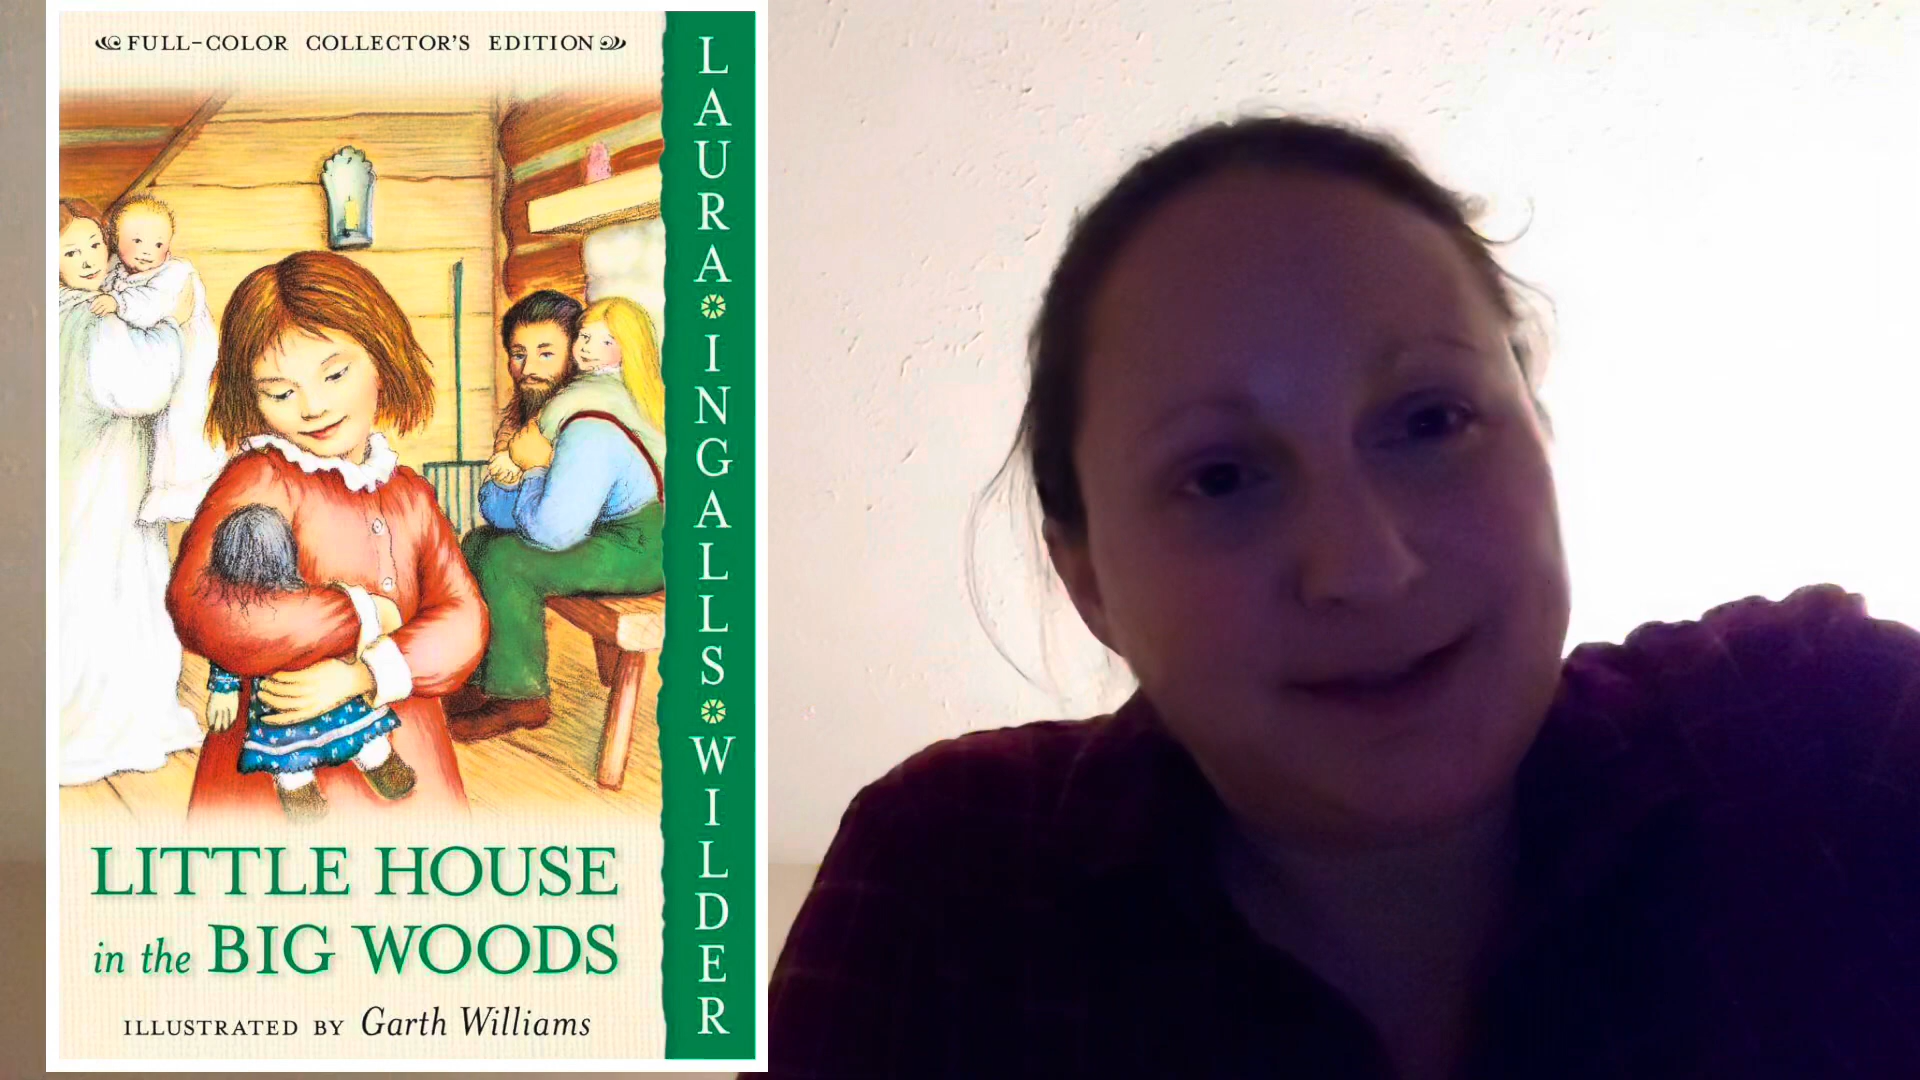 FULL-COLOR COLLECTOR'S EDITION
LAURA INGALLS WILDER
LITTLE HOUSE
in the BIG WOODS
ILLUSTRATED BY Garth Williams